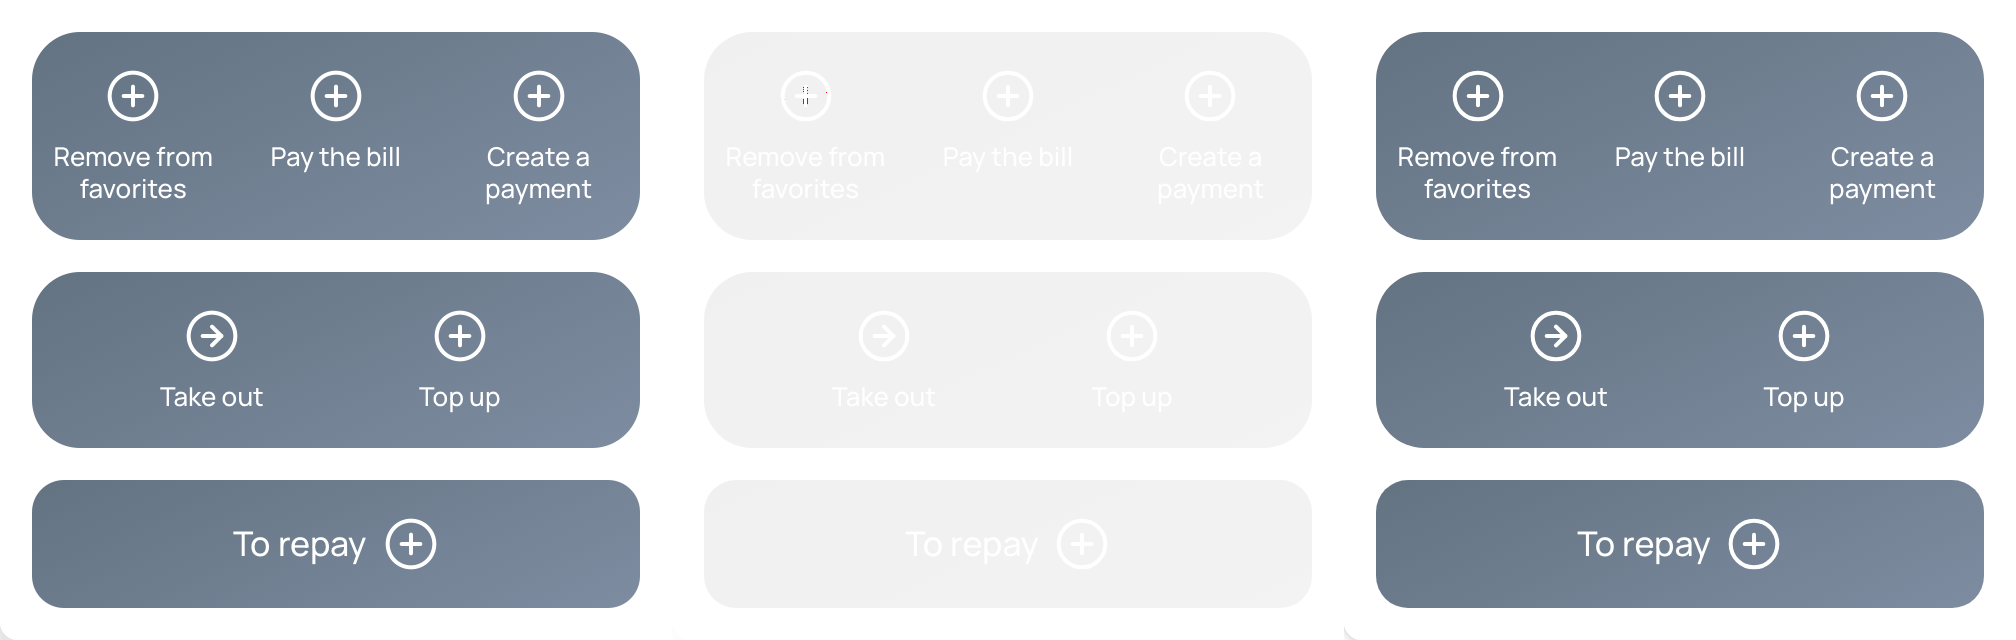 Remove from
favorites
Pay the bill
Create a
payment
Take out
Top up
To repay
Remove from
favorites
Pay the bill
Create a
payment
Take out
Top up
To repay
Remove from
favorites
Pay the bill
Create a
payment
Take out
Top up
To repay